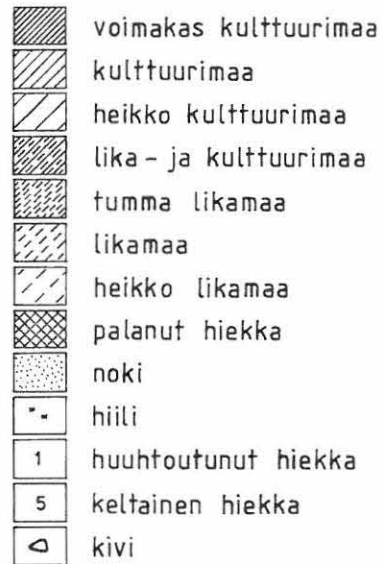 voimakas kulttuurimaa
kulttuurimaa
heikko kulttuurimaa
lika - ja kulttuurimaa
tumma likamaa
likamaa
heikko likamaa
palanut hiekka
noki
hiili
1 huuhtoutunut hiekka
5 keltainen hiekka
kivi